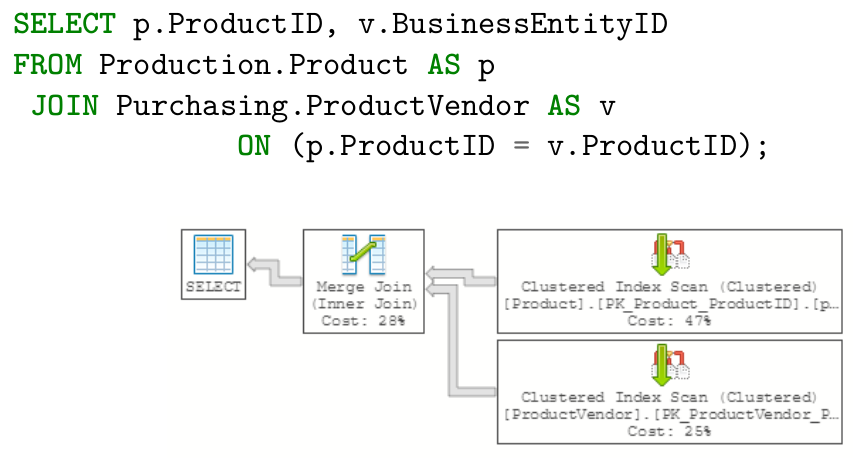 SELECT p.ProductID, v.BusinessEntityID
FROM Production.Product AS p
JOIN Purchasing.ProductVendor AS v
ON (p.ProductID = v.ProductID);
SELECT
Merge Join
(Inner Join)
Cost: 28%
Clustered Index Scan (Clustered)
[Product].[PK_Product_ProductID].[p…
Cost: 47%
Clustered Index Scan (Clustered)
[ProductVendor].[PK_ProductVendor_P…
Cost: 25%